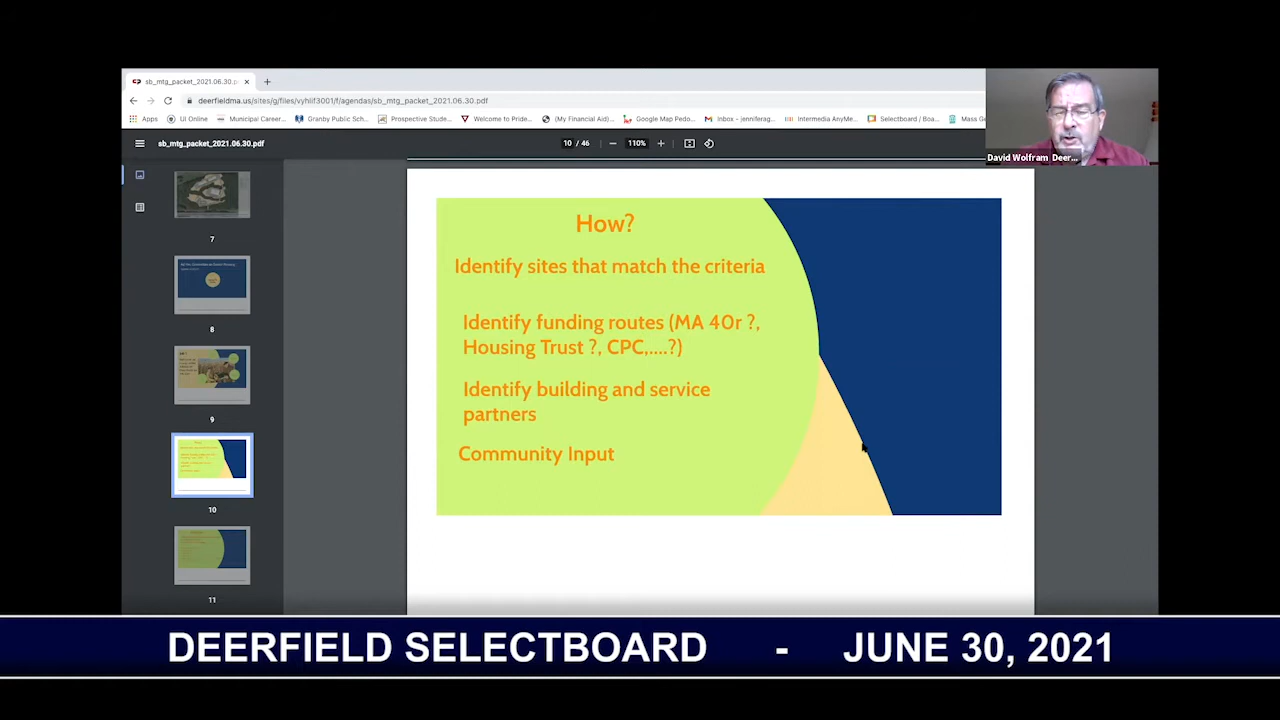 sb_mtg_packet_2021.06.30.p
deerfieldma.us/sites/g/files/vyhlif3001/f/agendas/sb_mtg_packet_2021.06.30.pdf
Apps UI Online Municipal Career... Granby Public Sch... Prospective Stude... Welcome to Pride... (My Financial Aid)... Google Map Pedo... Inbox - jenniferag... Intermedia AnyMe... Selectboard / Boa... Mass Ge
David Wolfram Deer...
sb_mtg_packet_2021.06.30.pdf
10 / 46
110%
7
8
9
10
11
How?
Identify sites that match the criteria
Identify funding routes (MA 40r ?,
Housing Trust ?, CPC,....?)
Identify building and service
partners
Community Input
DEERFIELD SELECTBOARD - JUNE 30, 2021